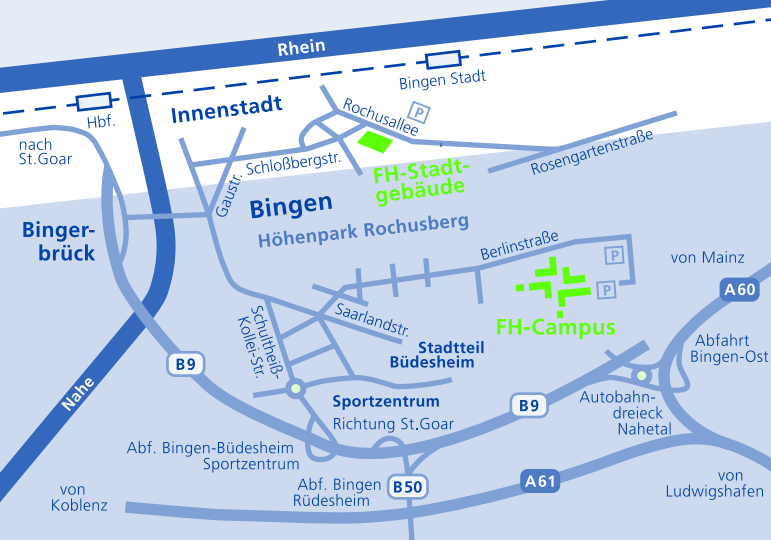 Rhein
Bingen Stadt
Hbf.
Innenstadt
Rochusallee
P
nach
St.Goar
Schloßbergstr.
Rosengartenstraße
FH-Stadt-
gebäude
Gaustr.
Bingen
Höhenpark Rochusberg
Binger-
brück
Berlinstraße
P
P
von Mainz
A60
Saarlandstr.
Schultheiß-
Kollei-Str.
FH-Campus
Stadtteil
Büdesheim
Abfahrt
Bingen-Ost
B9
Nahe
Sportzentrum
Richtung St.Goar
B9
Autobahn-
dreieck
Nahetal
Abf. Bingen-Büdesheim
Sportzentrum
Abf. Bingen
Rüdesheim
B50
A61
von
Koblenz
von
Ludwigshafen